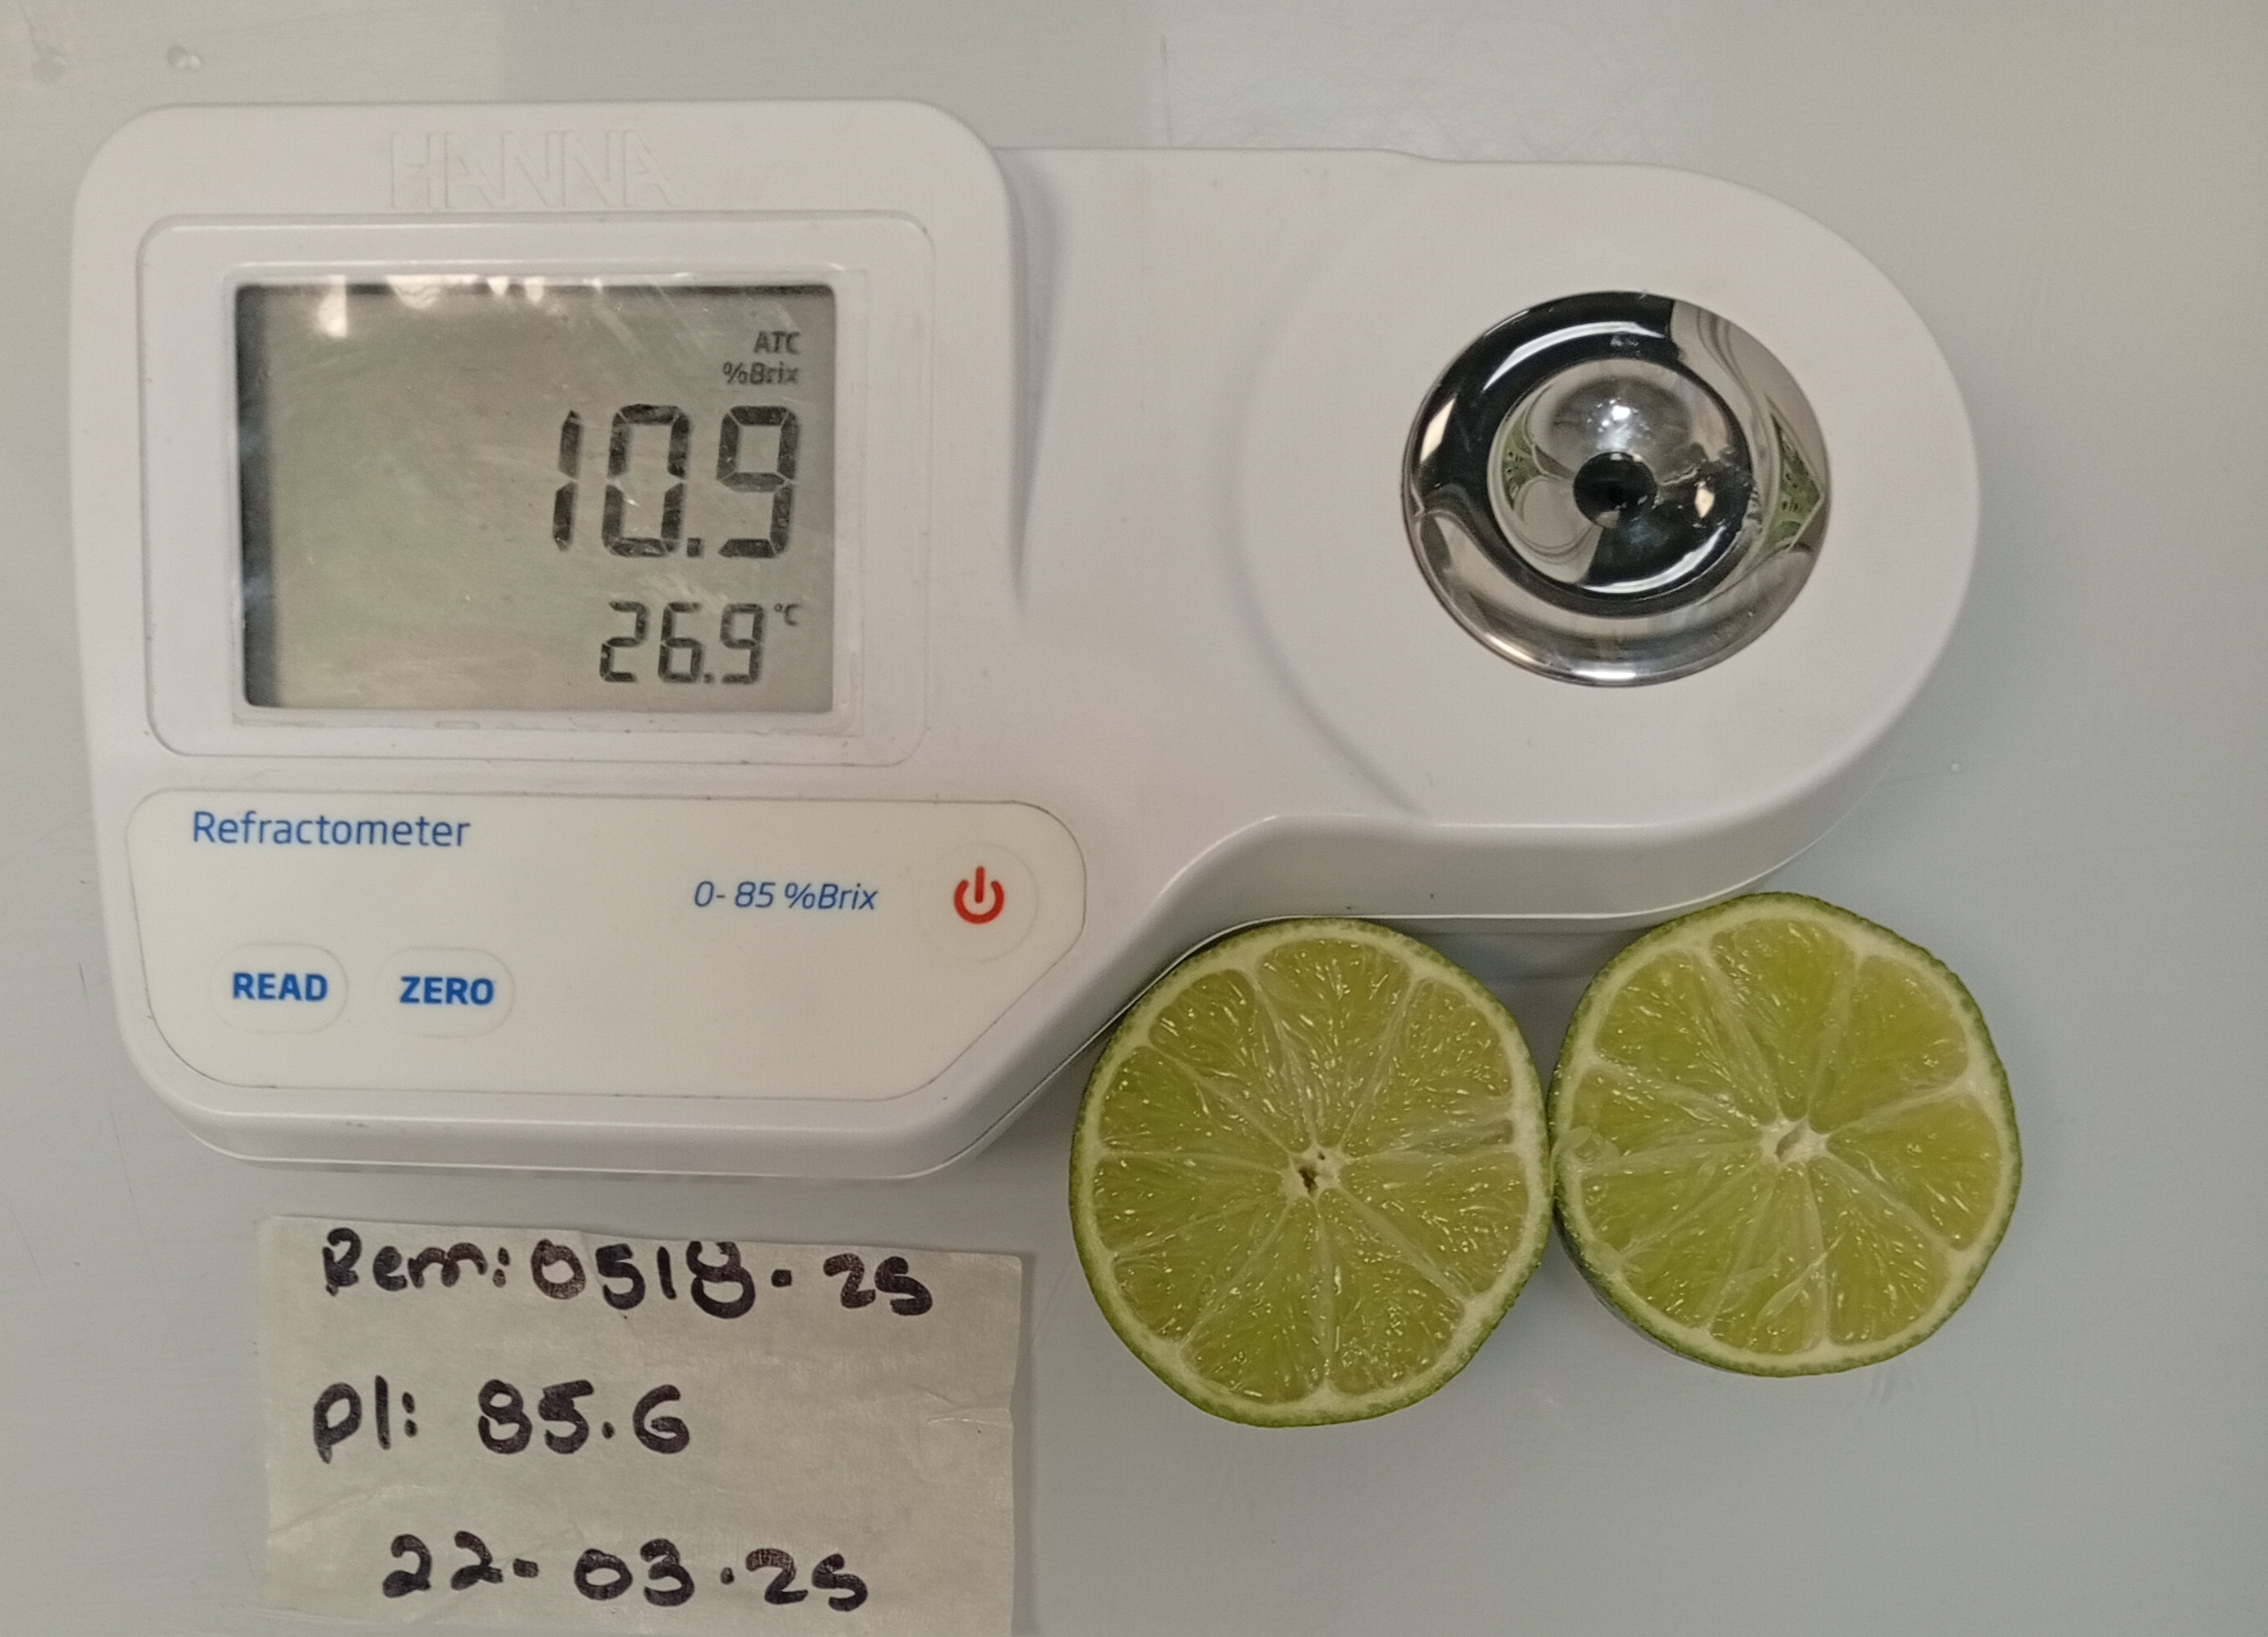 HANNA
ATC
%Brix
10.9
26.9 °C
Refractometer
0- 85 %Brix
READ
ZERO
Rem: 0518. 25
Pl: 85.6
22. 03.25